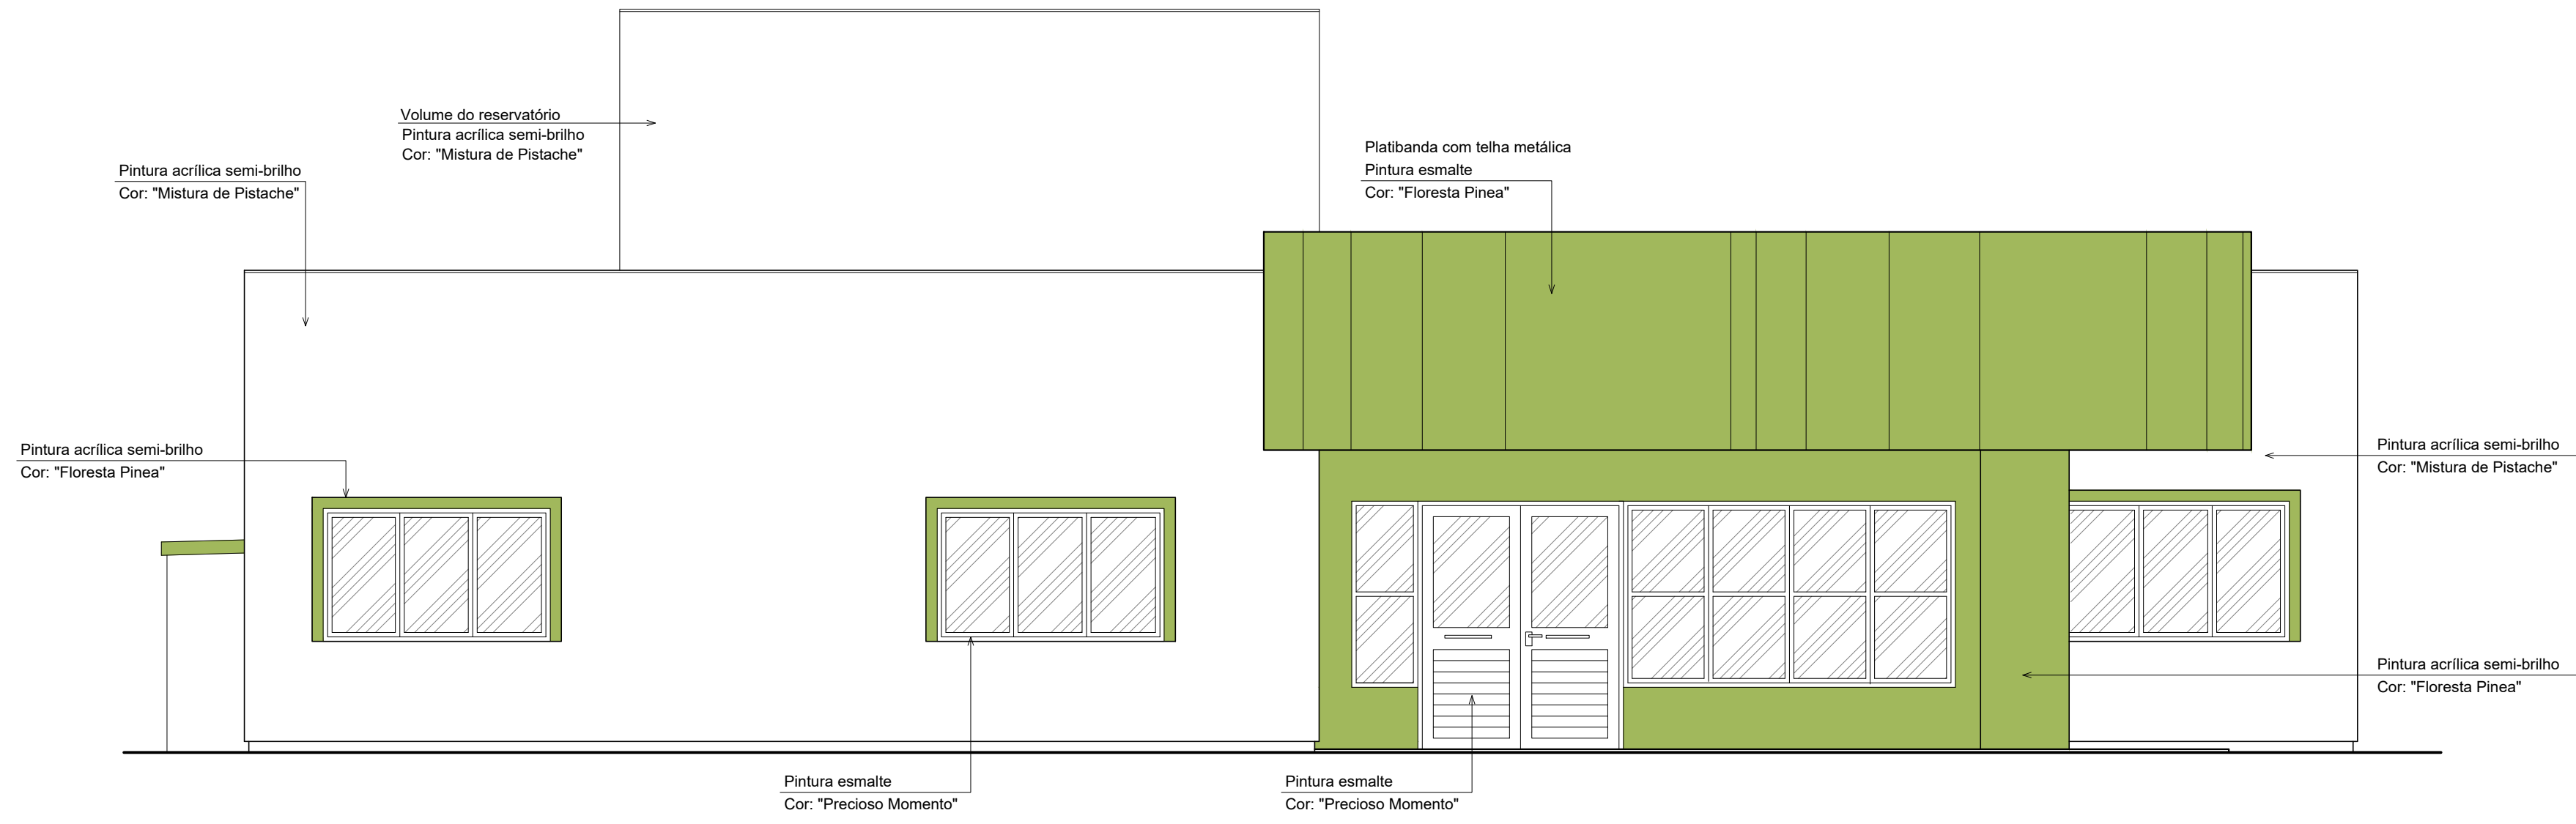 Volume do reservatório
Pintura acrílica semi-brilho
Cor: "Mistura de Pistache"
Platibanda com telha metálica
Pintura esmalte
Cor: "Floresta Pinea"
Pintura acrílica semi-brilho
Cor: "Mistura de Pistache"
Pintura acrílica semi-brilho
Cor: "Floresta Pinea"
Pintura acrílica semi-brilho
Cor: "Mistura de Pistache"
Pintura acrílica semi-brilho
Cor: "Floresta Pinea"
Pintura esmalte
Cor: "Precioso Momento"
Pintura esmalte
Cor: "Precioso Momento"